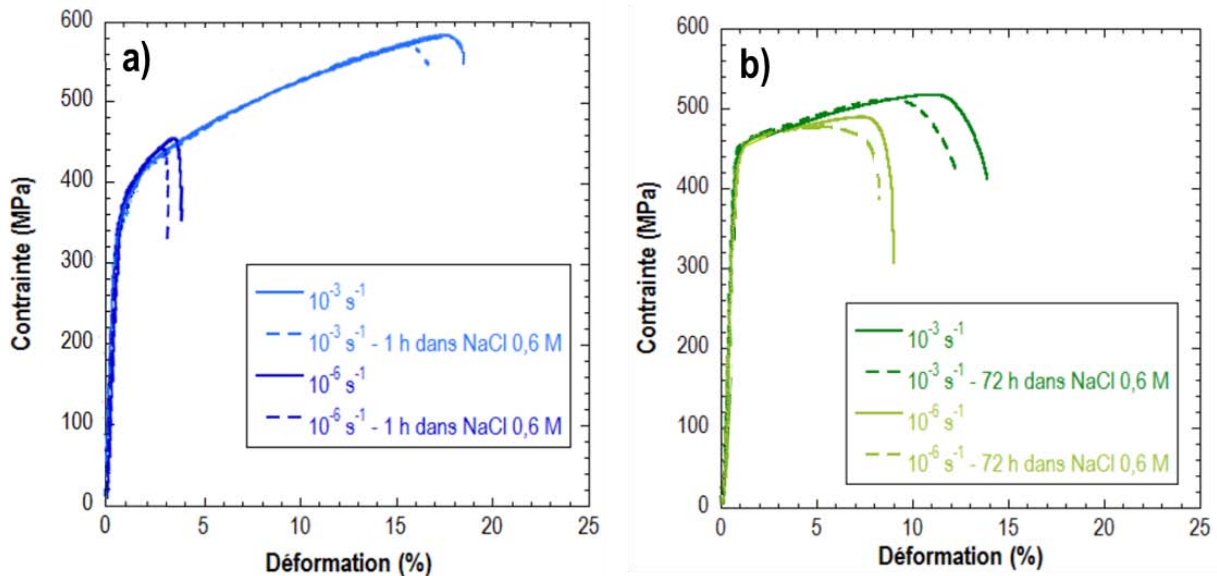 a)
600
500
400
300
200
100
0
Contrainte (MPa)
10⁻³ s⁻¹
10⁻³ s⁻¹ - 1 h dans NaCl 0,6 M
10⁻⁶ s⁻¹
10⁻⁶ s⁻¹ - 1 h dans NaCl 0,6 M
0 5 10 15 20 25
Déformation (%)
b)
600
500
400
300
200
100
0
Contrainte (MPa)
10⁻³ s⁻¹
10⁻³ s⁻¹ - 72 h dans NaCl 0,6 M
10⁻⁶ s⁻¹
10⁻⁶ s⁻¹ - 72 h dans NaCl 0,6 M
0 5 10 15 20 25
Déformation (%)